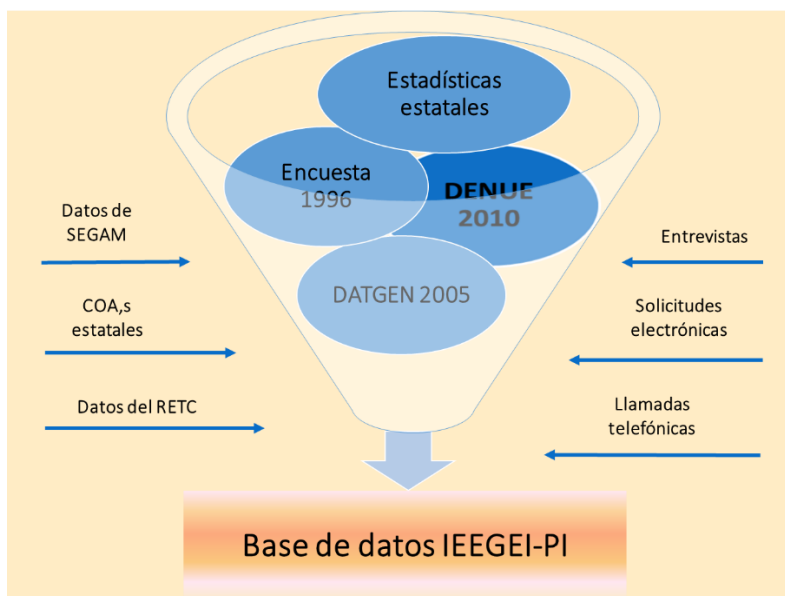 Estadísticas
estatales
Encuesta
1996
DENUE
2010
DATGEN 2005
Datos de
SEGAM
COA,s
estatales
Datos del RETC
Entrevistas
Solicitudes
electrónicas
Llamadas
telefónicas
Base de datos IEEGEI-PI